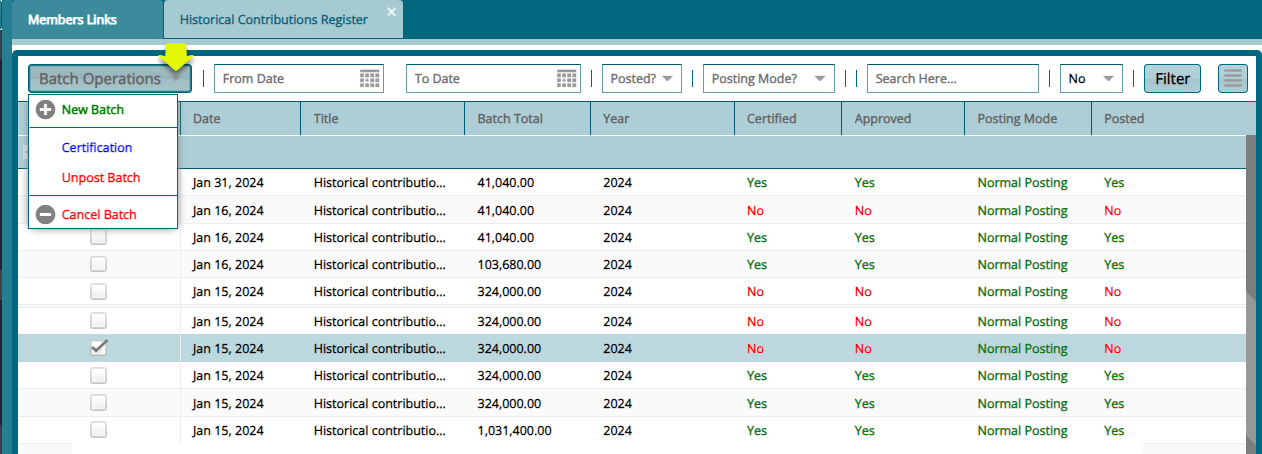 Members Links Historical Contributions Register
Batch Operations From Date To Date Posted? Posting Mode? Search Here... No Filter
New Batch
Certification
Unpost Batch
Cancel Batch
Date Title Batch Total Year Certified Approved Posting Mode Posted
Jan 31, 2024 Historical contributio... 41,040.00 2024 Yes Yes Normal Posting Yes
Jan 16, 2024 Historical contributio... 41,040.00 2024 No No Normal Posting No
Jan 16, 2024 Historical contributio... 41,040.00 2024 Yes Yes Normal Posting Yes
Jan 16, 2024 Historical contributio... 103,680.00 2024 Yes Yes Normal Posting Yes
Jan 15, 2024 Historical contributio... 324,000.00 2024 No No Normal Posting No
Jan 15, 2024 Historical contributio... 324,000.00 2024 No No Normal Posting No
Jan 15, 2024 Historical contributio... 324,000.00 2024 No No Normal Posting No
Jan 15, 2024 Historical contributio... 324,000.00 2024 Yes Yes Normal Posting Yes
Jan 15, 2024 Historical contributio... 324,000.00 2024 Yes Yes Normal Posting Yes
Jan 15, 2024 Historical contributio... 1,031,400.00 2024 Yes Yes Normal Posting Yes